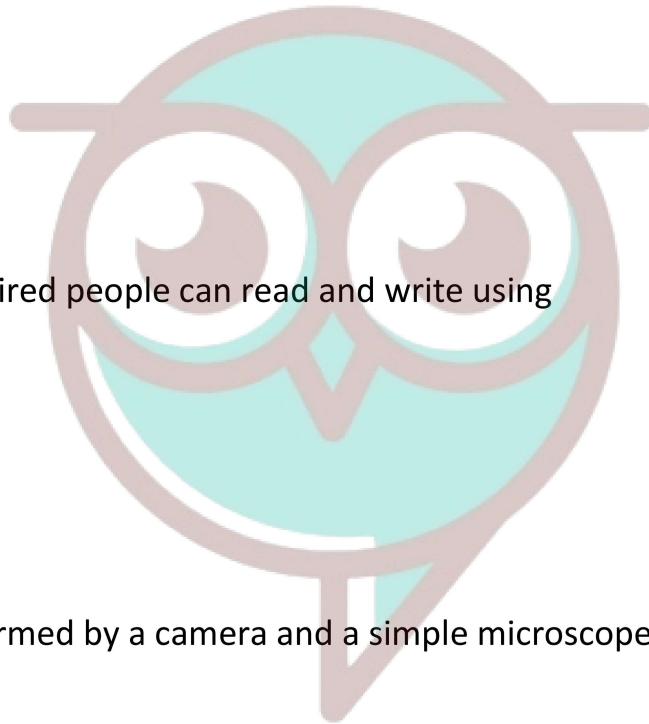 ired people can read and write using
rmed by a camera and a simple microscope